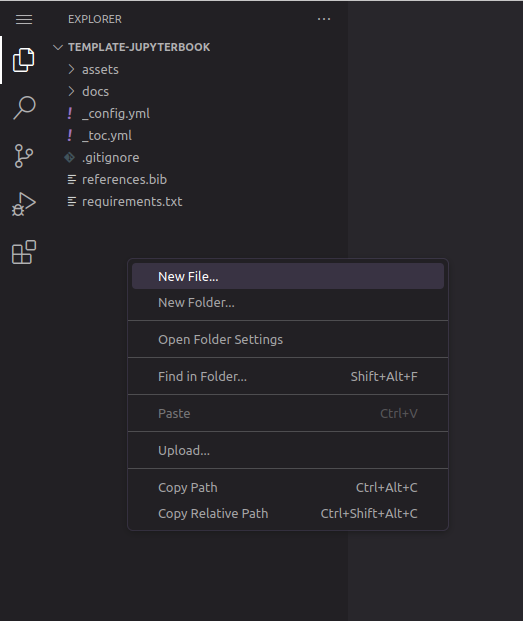 EXPLORER
TEMPLATE-JUPYTERBOOK
assets
docs
! _config.yml
! _toc.yml
.gitignore
references.bib
requirements.txt
New File...
New Folder...
Open Folder Settings
Find in Folder... Shift+Alt+F
Paste Ctrl+V
Upload...
Copy Path Ctrl+Alt+C
Copy Relative Path Ctrl+Shift+Alt+C